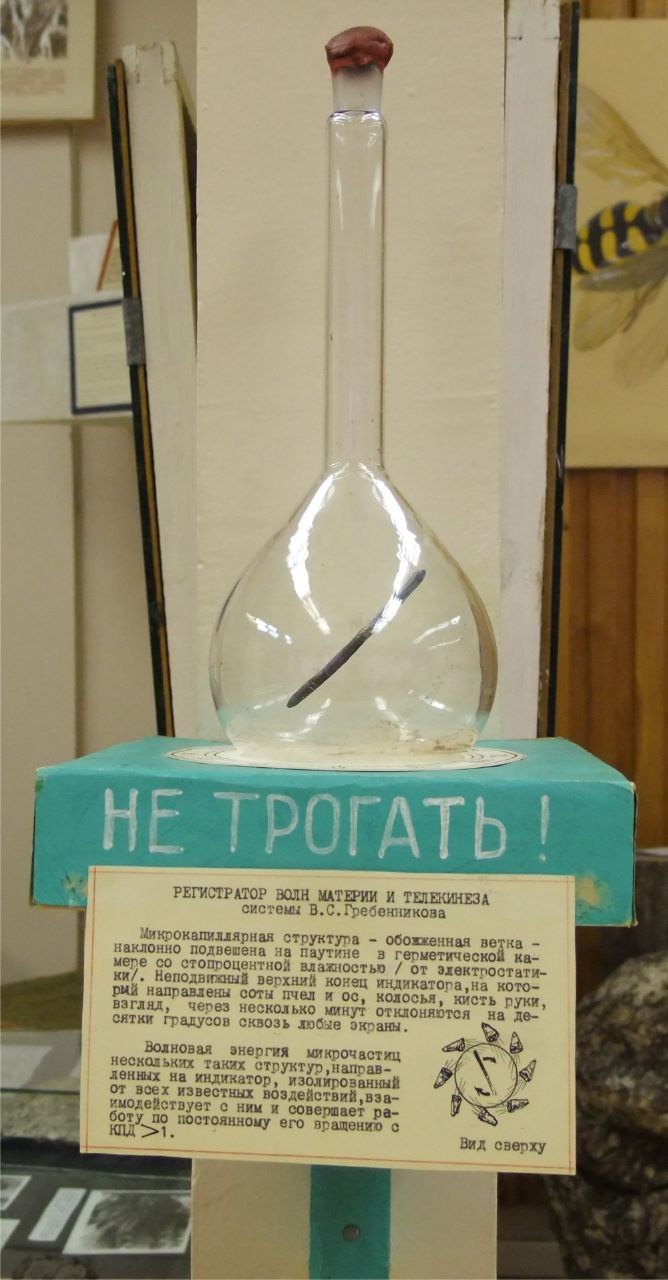 НЕ ТРОГАТЬ!
РЕГИСТРАТОР ВОЛН МАТЕРИИ И ТЕЛЕКИНЕЗА
системы В.С.Гребенникова
Микрокапиллярная структура - обожженная ветка -
наклонно подвешена на паутине в герметической ка-
мере со стопроцентной влажностью / от электростати-
ки/. Неподвижный верхний конец индикатора,на кото-
рый направлены соты пчел и ос, колосья, кисть руки,
взгляд, через несколько минут отклоняются на де-
сятки градусов сквозь любые экраны.
Волновая энергия микрочастиц
нескольких таких структур,направ-
ленных на индикатор, изолированный
от всех известных воздействий,вза-
имодействует с ним и совершает ра-
боту по постоянному его вращению с
КПД >1.
Вид сверху